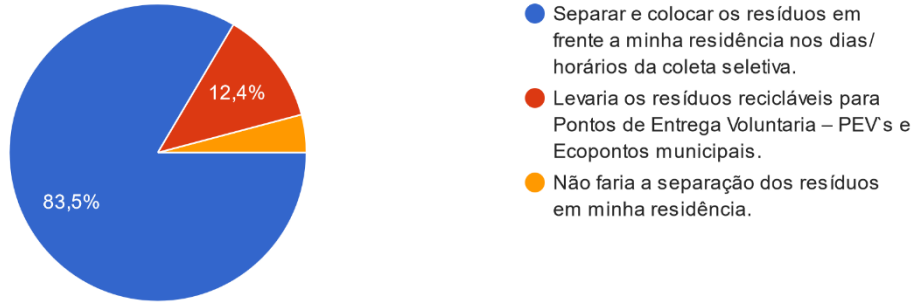 12,4%
83,5%
Separar e colocar os resíduos em
frente a minha residência nos dias/
horários da coleta seletiva.
Levaria os resíduos recicláveis para
Pontos de Entrega Voluntaria – PEV`s e
Ecopontos municipais.
Não faria a separação dos resíduos
em minha residência.